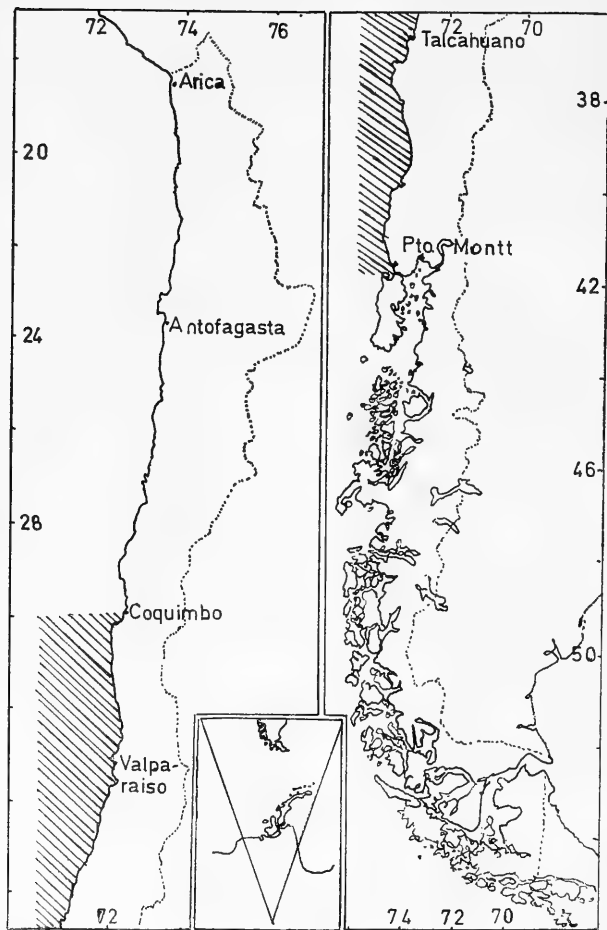 72 74 76
Arica
20
Antofagasta
24
28
Coquimbo
Valpa-
raiso
72
72 70
Talcahuano
38
Pto. Montt
42
46
50
74 72 70